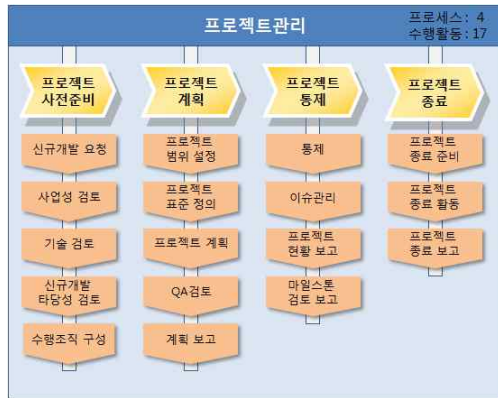 프로젝트관리
프로세스: 4
수행활동: 17
프로젝트
사전준비
신규개발 요청
사업성 검토
기술 검토
신규개발
타당성 검토
수행조직 구성
프로젝트
계획
프로젝트
범위 설정
프로젝트
표준 정의
프로젝트 계획
QA검토
계획 보고
프로젝트
통제
통제
이슈관리
프로젝트
현황 보고
마일스톤
검토 보고
프로젝트
종료
프로젝트
종료 준비
프로젝트
종료 활동
프로젝트
종료 보고